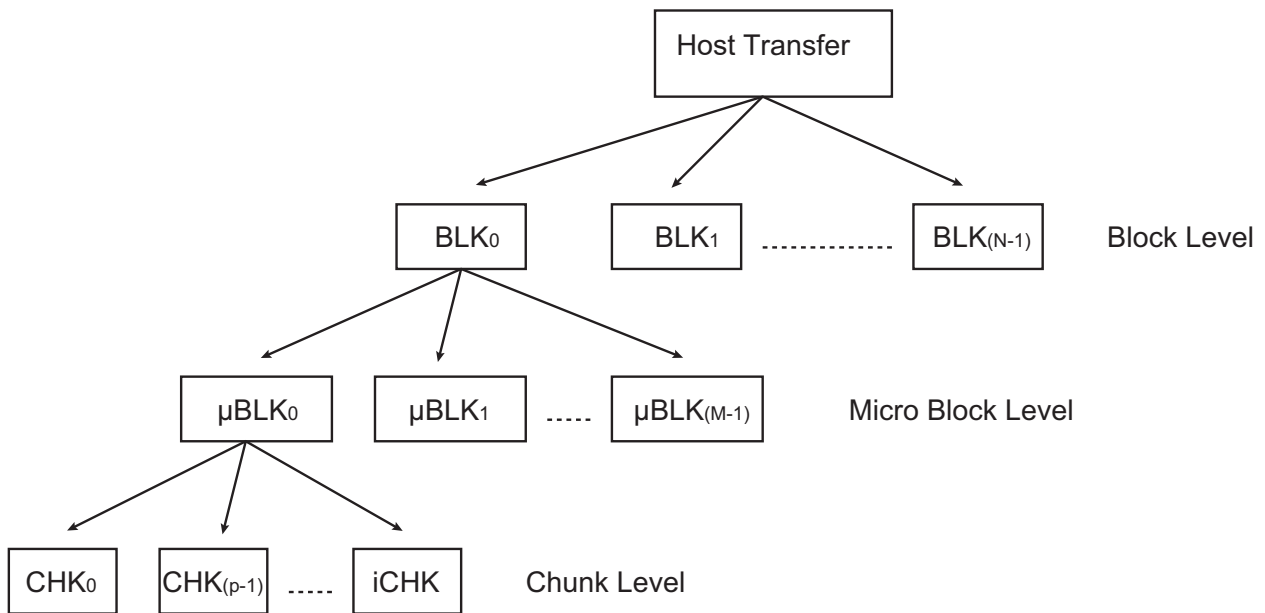 Host Transfer
BLK0 BLK1 BLK(N-1) Block Level
µBLK0 µBLK1 µBLK(M-1) Micro Block Level
CHK0 CHK(p-1) iCHK Chunk Level